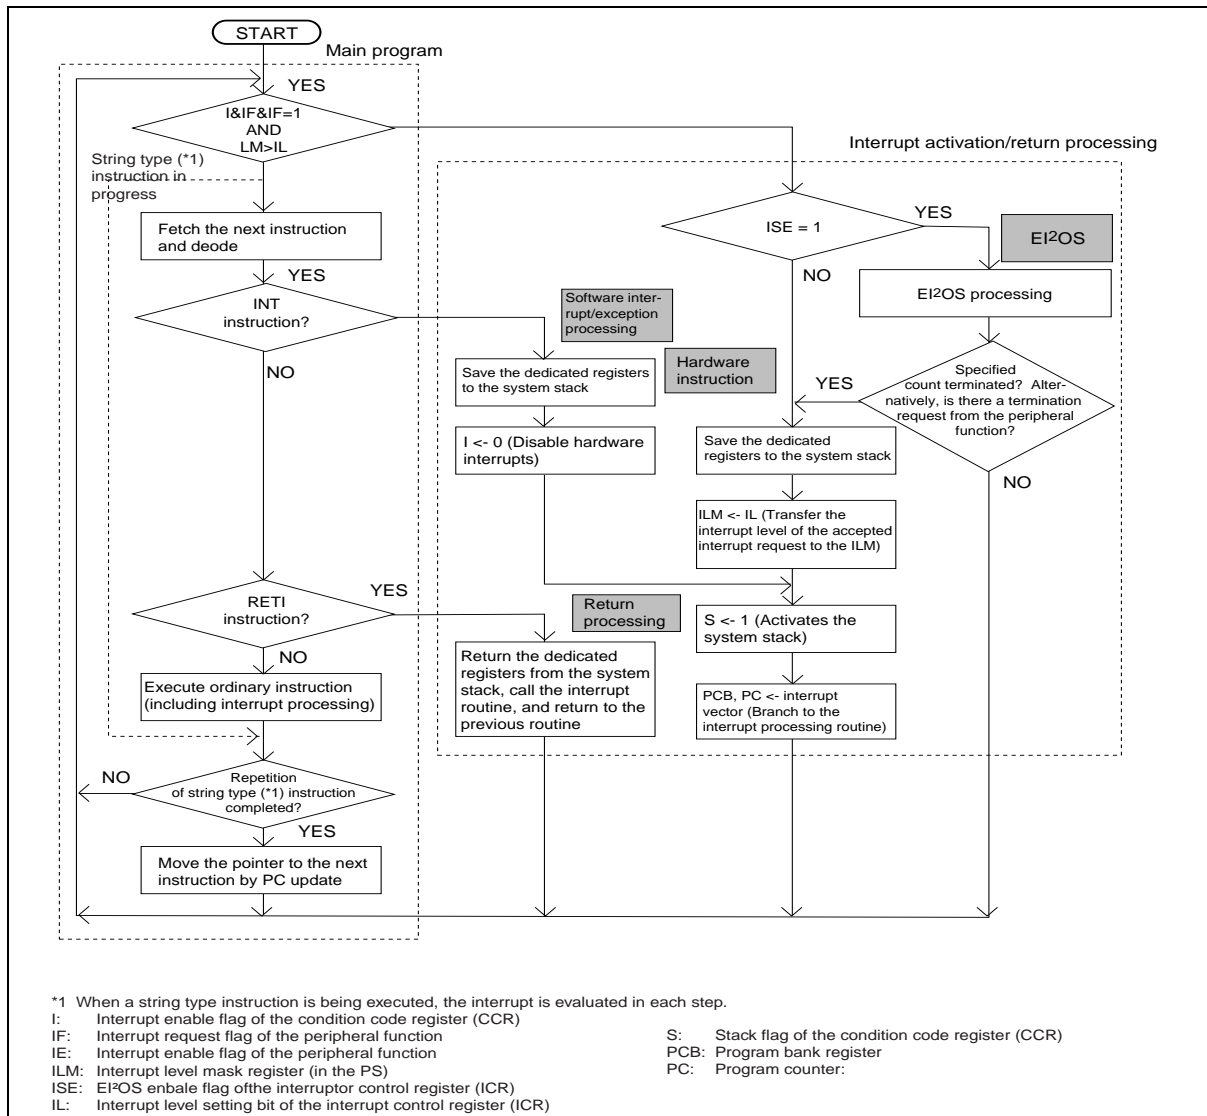 START
Main program
YES
I&IF&IF=1
AND
LM>IL
Interrupt activation/return processing
String type (*1)
instruction in
progress
Fetch the next instruction
and deode
ISE = 1
YES
EI²OS
NO
EI²OS processing
YES
INT
instruction?
Software inter-
rupt/exception
processing
NO
Save the dedicated registers
to the system stack
Hardware
instruction
YES
Specified
count terminated? Alter-
natively, is there a termination
request from the peripheral
function?
I <- 0 (Disable hardware
interrupts)
Save the dedicated
registers to the system stack
NO
ILM <- IL (Transfer the
interrupt level of the accepted
interrupt request to the ILM)
RETI
instruction?
YES
Return
processing
S <- 1 (Activates the
system stack)
NO
Return the dedicated
registers from the system
stack, call the interrupt
routine, and return to the
previous routine
Execute ordinary instruction
(including interrupt processing)
PCB, PC <- interrupt
vector (Branch to the
interrupt processing routine)
NO
Repetition
of string type (*1) instruction
completed?
YES
Move the pointer to the next
instruction by PC update
*1 When a string type instruction is being executed, the interrupt is evaluated in each step.
I: Interrupt enable flag of the condition code register (CCR)
IF: Interrupt request flag of the peripheral function
IE: Interrupt enable flag of the peripheral function
ILM: Interrupt level mask register (in the PS)
ISE: EI²OS enbale flag ofthe interruptor control register (ICR)
IL: Interrupt level setting bit of the interrupt control register (ICR)
S: Stack flag of the condition code register (CCR)
PCB: Program bank register
PC: Program counter: